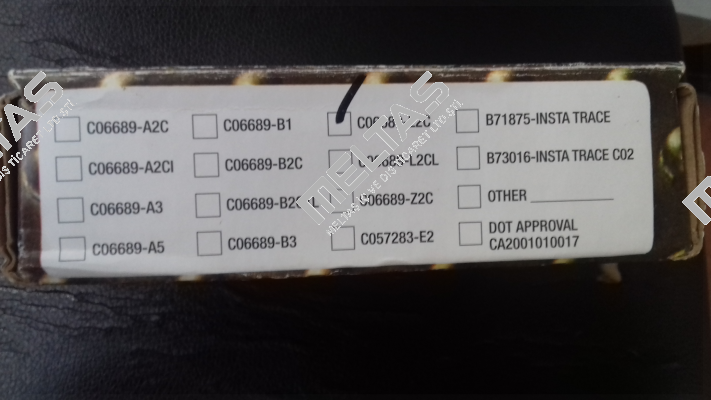 C06689-A2C
C06689-A2CI
C06689-A3
C06689-A5
C06689-B1
C06689-B2C
C06689-B3
C06689-Z2C
C057283-E2
B71875-INSTA TRACE
B73016-INSTA TRACE C02
OTHER
DOT APPROVAL
CA2001010017
MELTAS
MELTAS